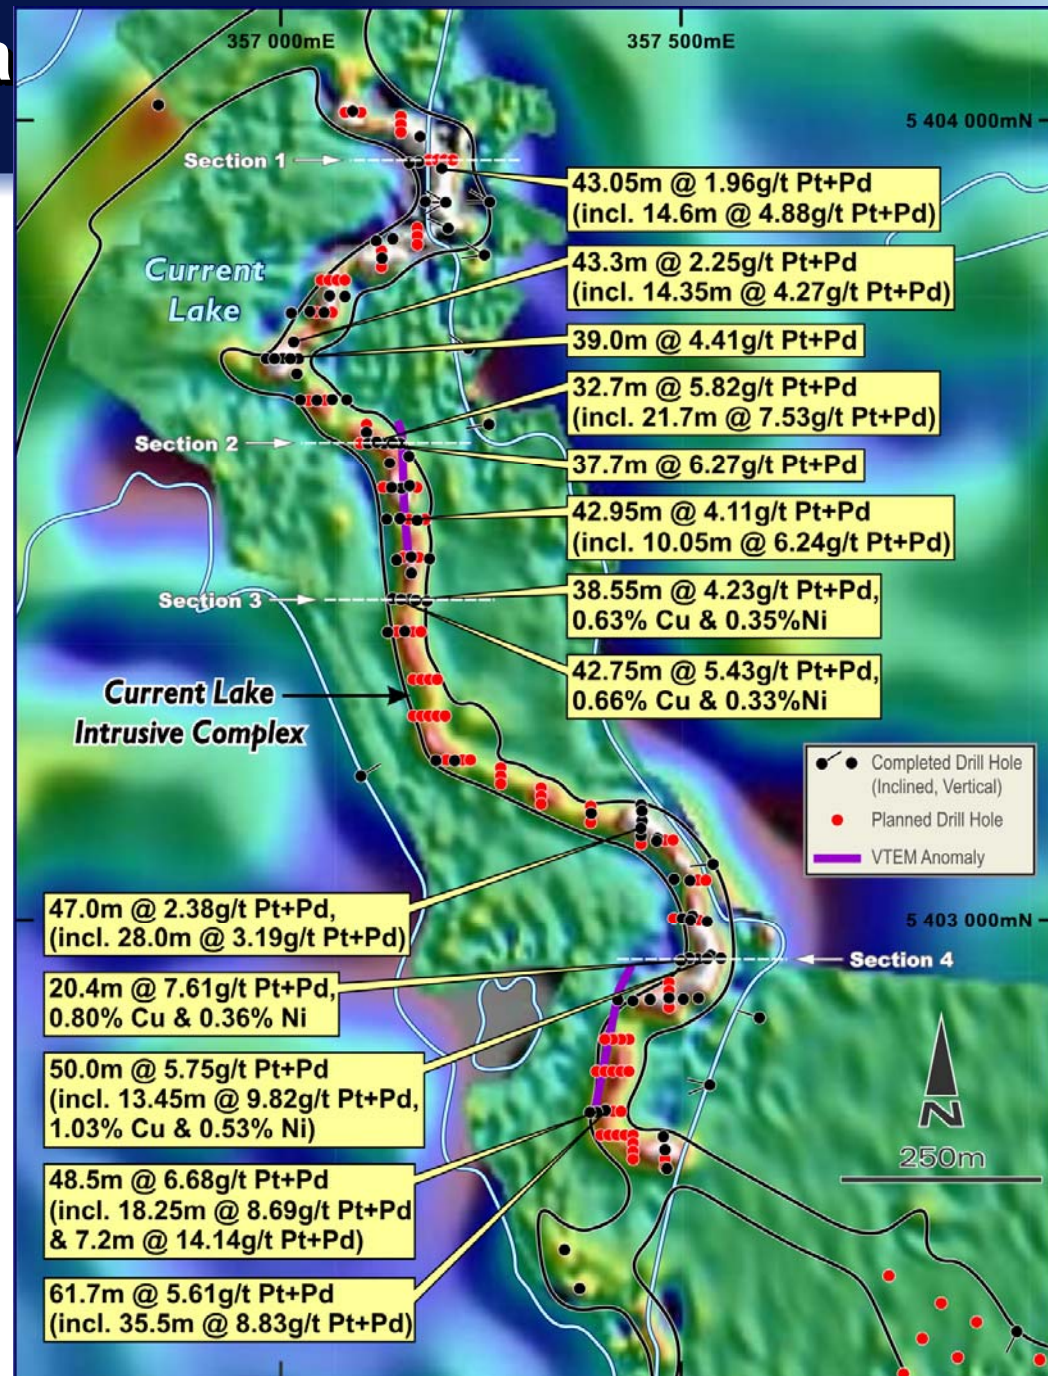 a
357 000mE
357 500mE
5 404 000mN
Section 1
43.05m @ 1.96g/t Pt+Pd
(incl. 14.6m @ 4.88g/t Pt+Pd)
Current
Lake
43.3m @ 2.25g/t Pt+Pd
(incl. 14.35m @ 4.27g/t Pt+Pd)
39.0m @ 4.41g/t Pt+Pd
32.7m @ 5.82g/t Pt+Pd
(incl. 21.7m @ 7.53g/t Pt+Pd)
Section 2
37.7m @ 6.27g/t Pt+Pd
42.95m @ 4.11g/t Pt+Pd
(incl. 10.05m @ 6.24g/t Pt+Pd)
Section 3
38.55m @ 4.23g/t Pt+Pd,
0.63% Cu & 0.35%Ni
42.75m @ 5.43g/t Pt+Pd,
0.66% Cu & 0.33%Ni
Current Lake
Intrusive Complex
Completed Drill Hole
(Inclined, Vertical)
Planned Drill Hole
VTEM Anomaly
47.0m @ 2.38g/t Pt+Pd,
(incl. 28.0m @ 3.19g/t Pt+Pd)
5 403 000mN
Section 4
20.4m @ 7.61g/t Pt+Pd,
0.80% Cu & 0.36% Ni
50.0m @ 5.75g/t Pt+Pd
(incl. 13.45m @ 9.82g/t Pt+Pd,
1.03% Cu & 0.53% Ni)
N
250m
48.5m @ 6.68g/t Pt+Pd
(incl. 18.25m @ 8.69g/t Pt+Pd
& 7.2m @ 14.14g/t Pt+Pd)
61.7m @ 5.61g/t Pt+Pd
(incl. 35.5m @ 8.83g/t Pt+Pd)